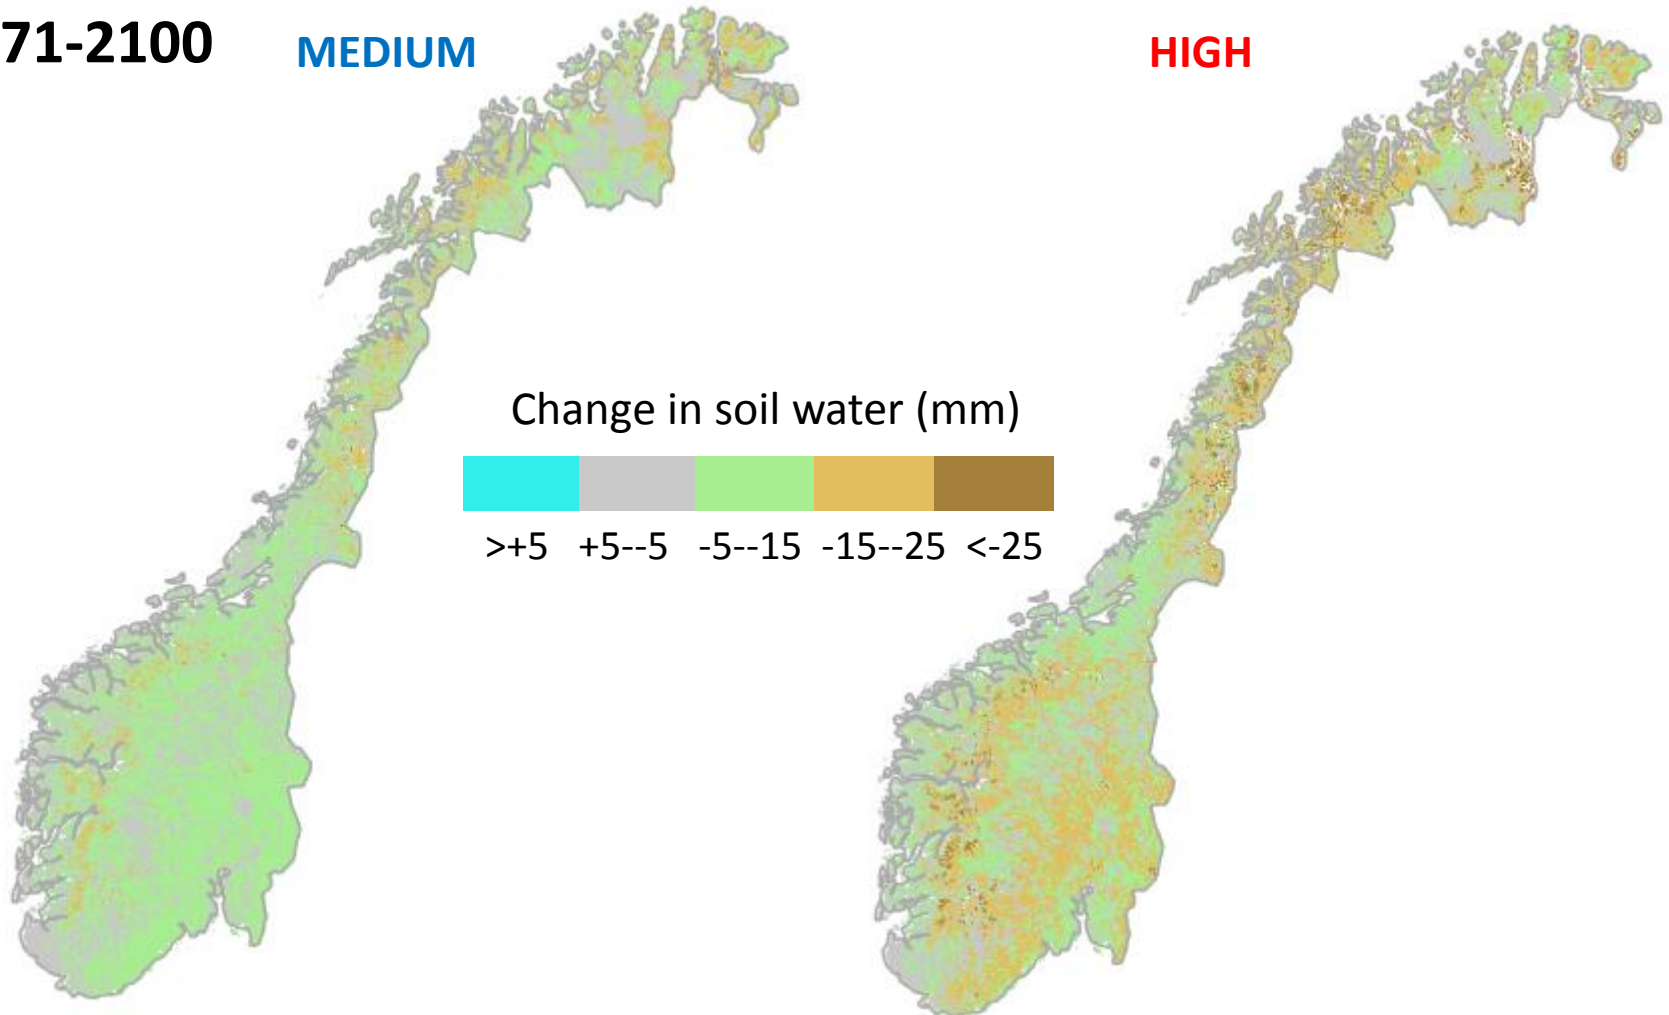 71-2100
MEDIUM
HIGH
Change in soil water (mm)
>+5 +5--5 -5--15 -15--25 <-25